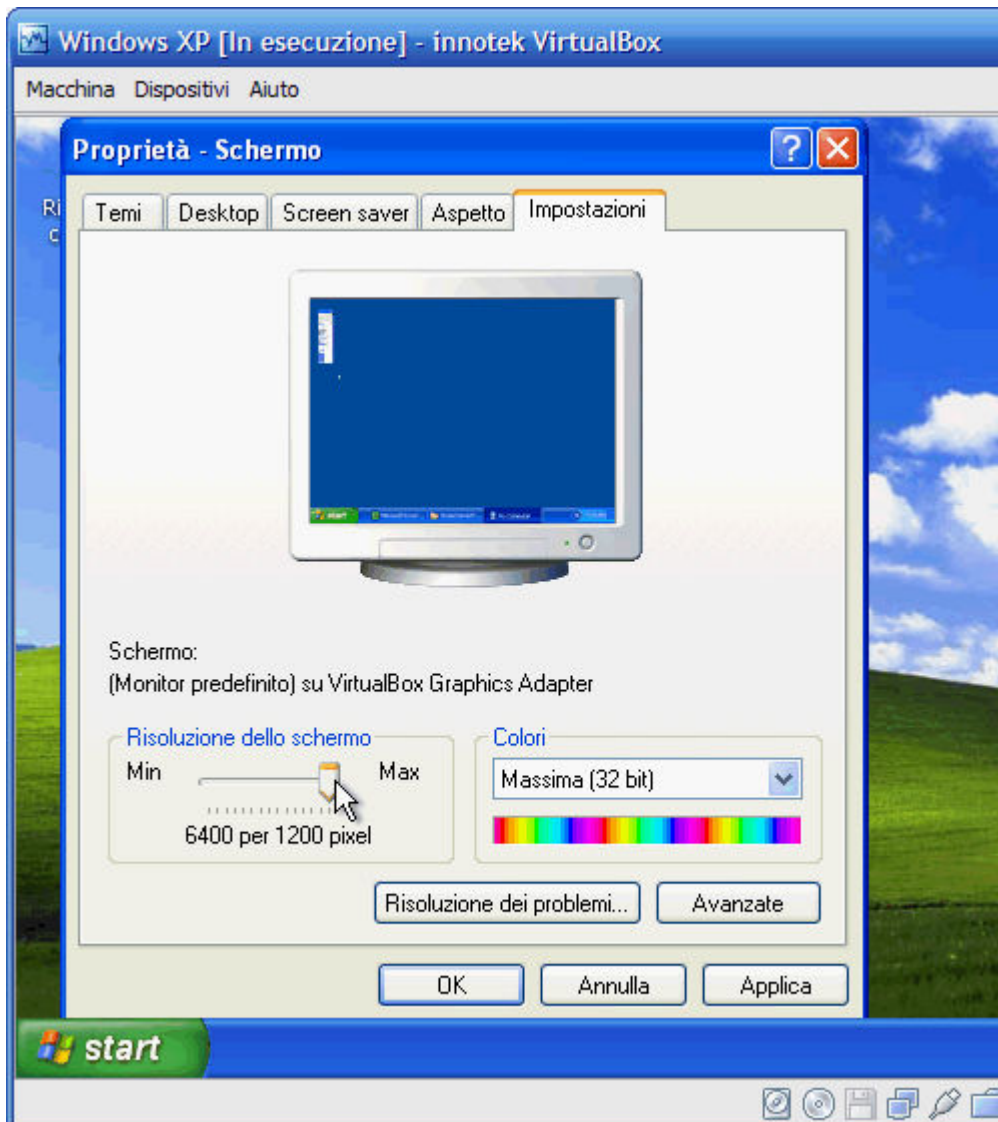 Windows XP [In esecuzione] - innotek VirtualBox
Macchina Dispositivi Aiuto
Proprietà - Schermo
Temi Desktop Screen saver Aspetto Impostazioni
Ri
c
start
Schermo:
(Monitor predefinito) su VirtualBox Graphics Adapter
Risoluzione dello schermo
Min Max
6400 per 1200 pixel
Colori
Massima (32 bit)
Risoluzione dei problemi... Avanzate
OK Annulla Applica
start